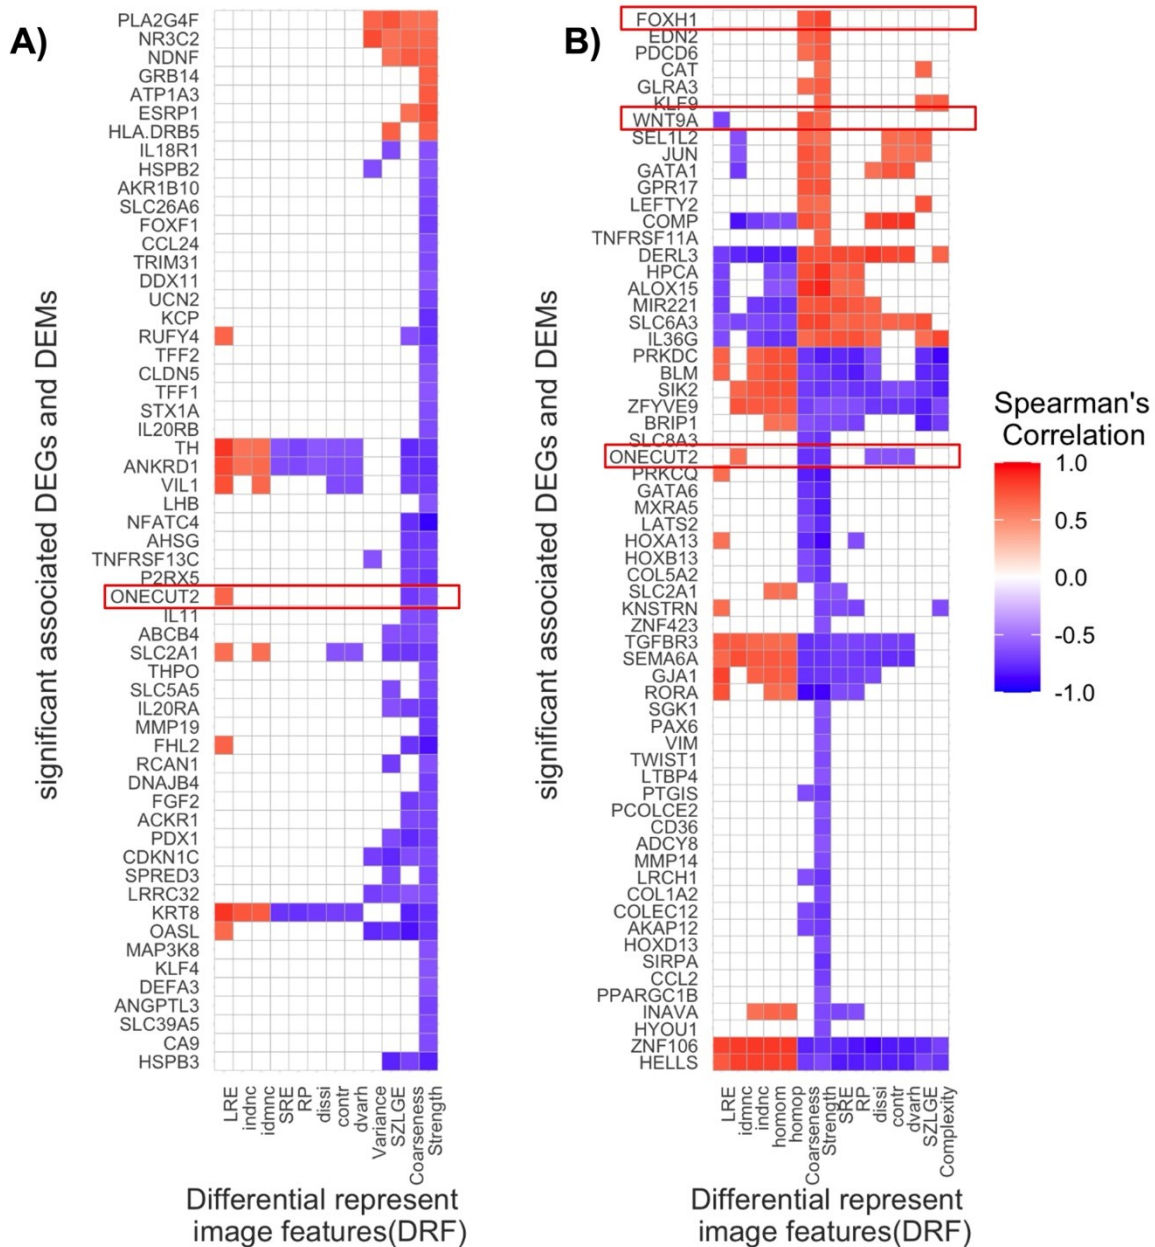 A)
significant associated DEGs and DEMs
PLA2G4F
NR3C2
NDNF
GRB14
ATP1A3
ESRP1
HLA.DRB5
IL18R1
HSPB2
AKR1B10
SLC26A6
FOXF1
CCL24
TRIM31
DDX11
UCN2
KCP
RUFY4
TFF2
CLDN5
TFF1
STX1A
IL20RB
TH
ANKRD1
VIL1
LHB
NFATC4
AHSG
TNFRSF13C
P2RX5
ONECUT2
IL11
ABCB4
SLC2A1
THPO
SLC5A5
IL20RA
MMP19
FHL2
RCAN1
DNAJB4
FGF2
ACKR1
PDX1
CDKN1C
SPRED3
LRRC32
KRT8
OASL
MAP3K8
KLF4
DEFA3
ANGPTL3
SLC39A5
CA9
HSPB3
LRE
indnc
idmnc
SRE
RP
dissi
contr
dvarh
Variance
SZLGE
Coarseness
Strength
Differential represent
image features(DRF)
B)
significant associated DEGs and DEMs
FOXH1
EDN2
PDCD6
CAT
GLRA3
KLF9
WNT9A
SEL1L2
JUN
GATA1
GPR17
LEFTY2
COMP
TNFRSF11A
DERL3
HPCA
ALOX15
MIR221
SLC6A3
IL36G
PRKDC
BLM
SIK2
ZFYVE9
BRIP1
SLC8A3
ONECUT2
PRKCQ
GATA6
MXRA5
LATS2
HOXA13
HOXB13
COL5A2
SLC2A1
KNSTRN
ZNF423
TGFBR3
SEMA6A
GJA1
RORA
SGK1
PAX6
VIM
TWIST1
LTBP4
PTGIS
PCOLCE2
CD36
ADCY8
MMP14
LRCH1
COL1A2
COLEC12
AKAP12
HOXD13
SIRPA
CCL2
PPARGC1B
INAVA
HYOU1
ZNF106
HELLS
LRE
idmnc
indnc
homom
homop
Coarseness
Strength
SRE
RP
dissi
contr
dvarh
SZLGE
Complexity
Differential represent
image features(DRF)
Spearman's
Correlation
1.0
0.5
0.0
-0.5
-1.0